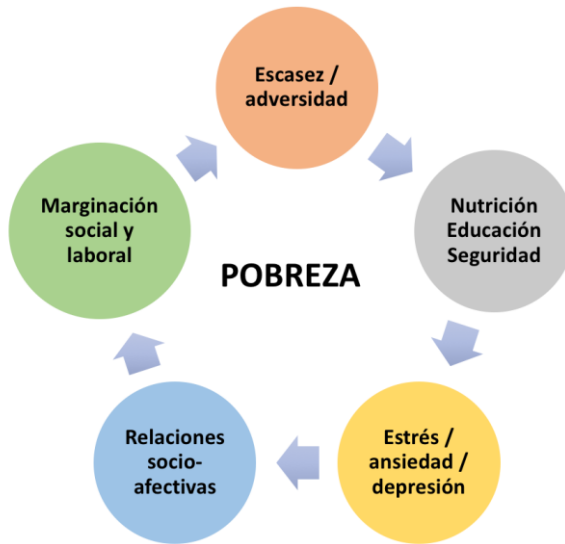 Escasez /
adversidad
Nutrición
Educación
Seguridad
Estrés /
ansiedad /
depresión
Relaciones
socio-
afectivas
Marginación
social y
laboral
POBREZA